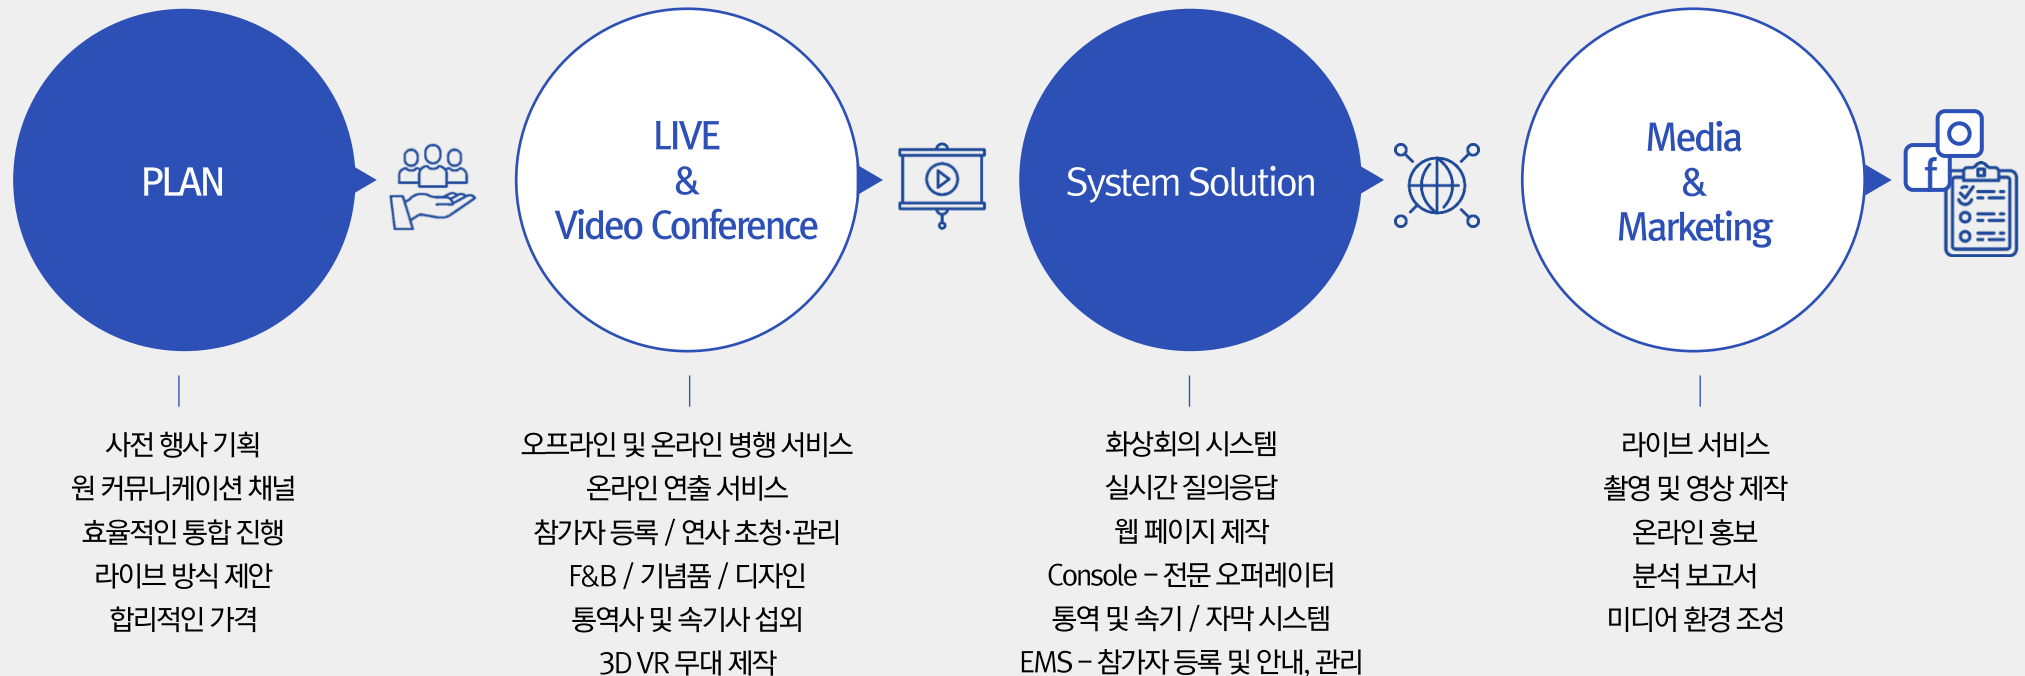 PLAN
사전 행사 기획
원 커뮤니케이션 채널
효율적인 통합 진행
라이브 방식 제안
합리적인 가격
LIVE
&
Video Conference
오프라인 및 온라인 병행 서비스
온라인 연출 서비스
참가자 등록 / 연사 초청·관리
F&B / 기념품 / 디자인
통역사 및 속기사 섭외
3D VR 무대 제작
System Solution
화상회의 시스템
실시간 질의응답
웹 페이지 제작
Console – 전문 오퍼레이터
통역 및 속기 / 자막 시스템
EMS – 참가자 등록 및 안내, 관리
Media
&
Marketing
f
라이브 서비스
촬영 및 영상 제작
온라인 홍보
분석 보고서
미디어 환경 조성